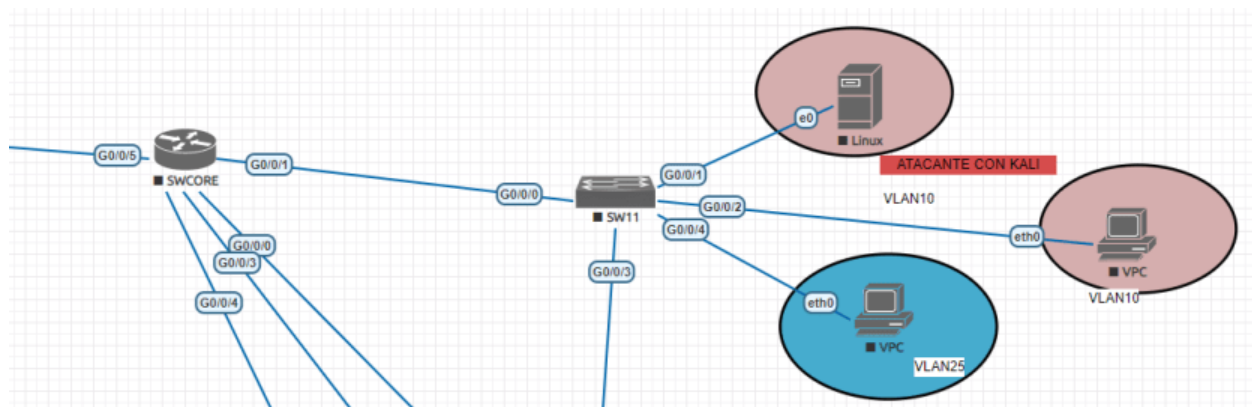 G0/0/5
SWCORE
G0/0/1
G0/0/0
G0/0/3
G0/0/4
G0/0/0
SW11
G0/0/1
G0/0/2
G0/0/4
G0/0/3
e0
Linux
ATACANTE CON KALI
VLAN10
eth0
VPC
VLAN10
eth0
VPC
VLAN25